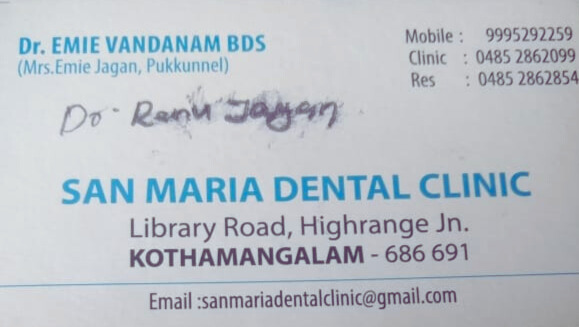 Dr. EMIE VANDANAM BDS
(Mrs.Emie Jagan, Pukkunnel)
Mobile : 9995292259
Clinic : 0485 2862099
Res : 0485 2862854
Do- Renu Jayan
SAN MARIA DENTAL CLINIC
Library Road, Highrange Jn.
KOTHAMANGALAM - 686 691
Email :sanmariadentalclinic@gmail.com